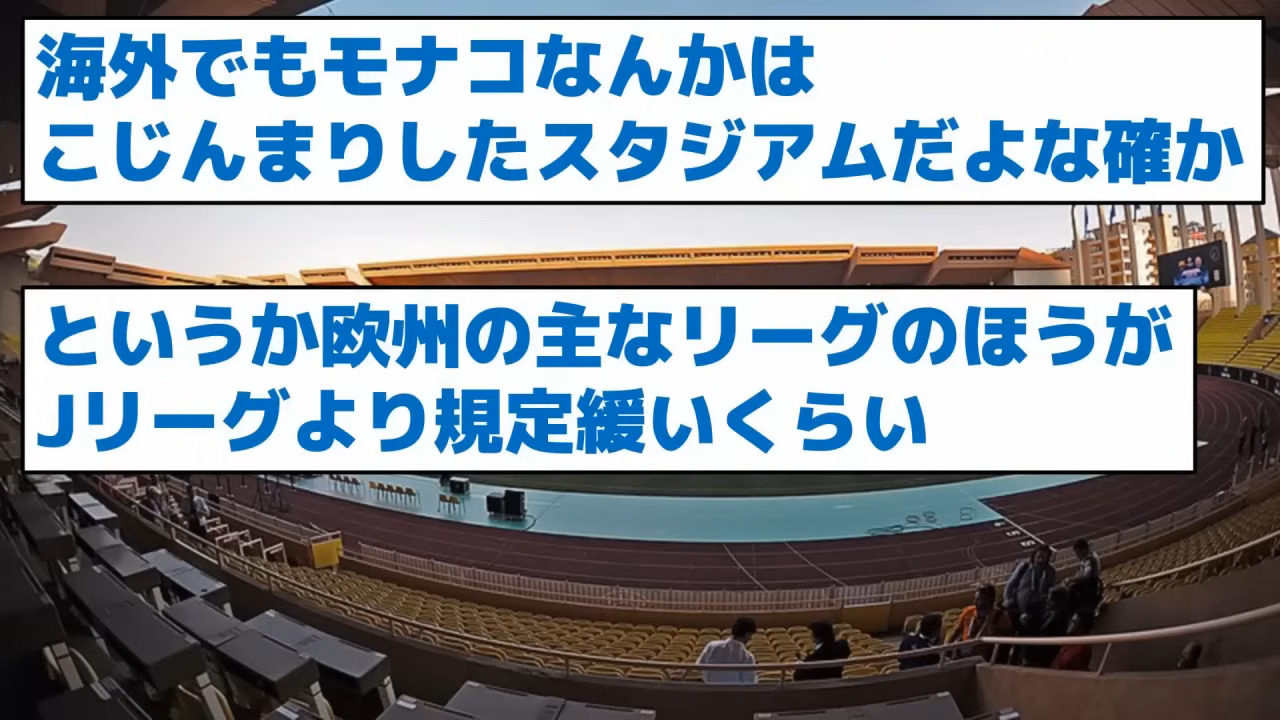 海外でもモナコなんかは
こじんまりしたスタジアムだよな確か
というか欧州の主なリーグのほうが
Jリーグより規定緩いくらい